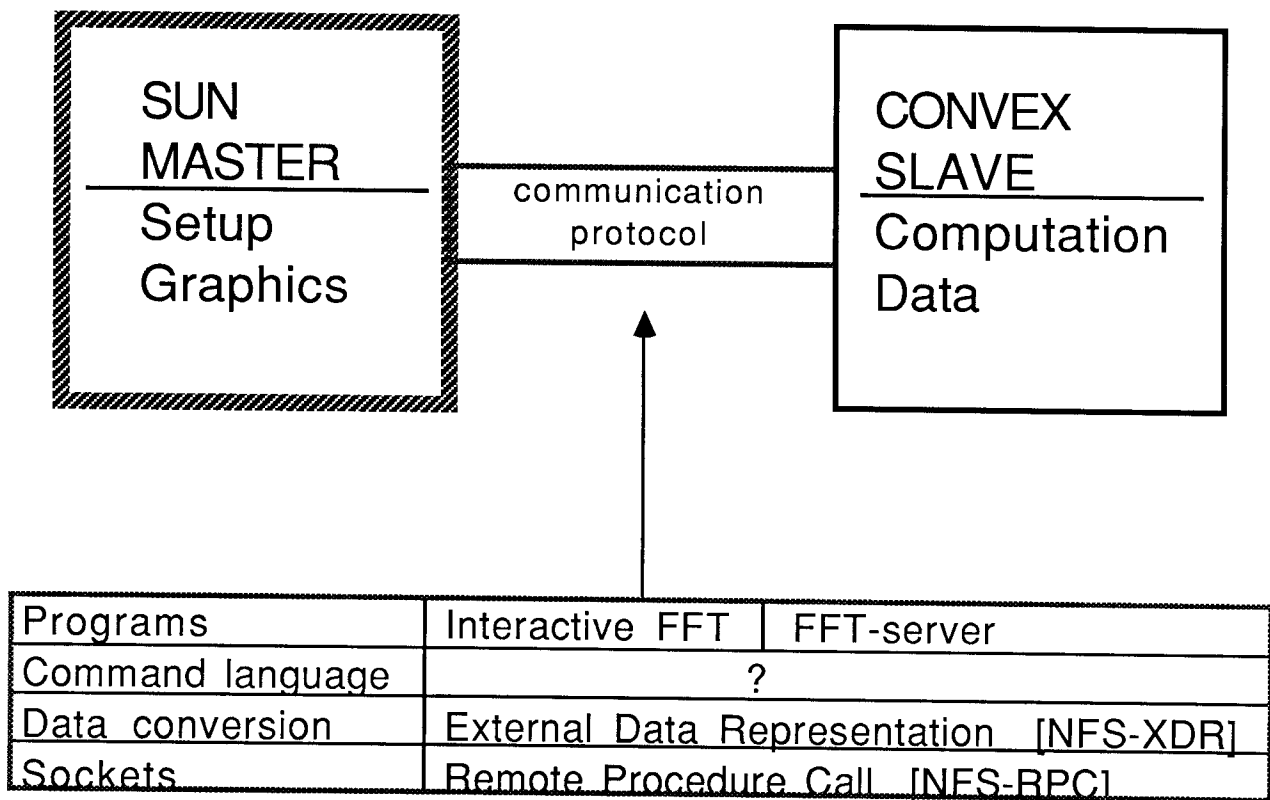 SUN
MASTER
Setup
Graphics
communication
protocol
CONVEX
SLAVE
Computation
Data
Programs Interactive FFT FFT-server
Command language ?
Data conversion External Data Representation [NFS-XDR]
Sockets Remote Procedure Call [NFS-RPC]